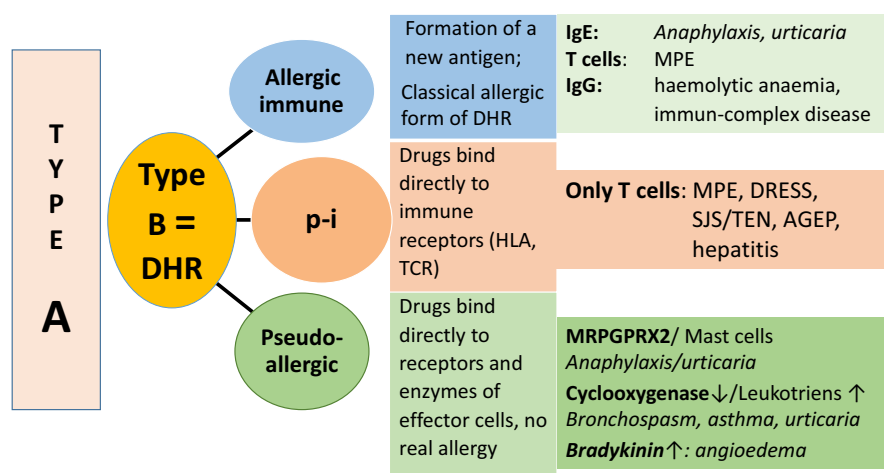 TYPE
A
Type
B =
DHR
Allergic
immune
Formation of a
new antigen;
Classical allergic
form of DHR
IgE: Anaphylaxis, urticaria
T cells: MPE
IgG: haemolytic anaemia,
immun-complex disease
p-i
Drugs bind
directly to
immune
receptors (HLA,
TCR)
Only T cells: MPE, DRESS,
SJS/TEN, AGEP,
hepatitis
Pseudo-
allergic
Drugs bind
directly to
receptors and
enzymes of
effector cells, no
real allergy
MRPGPRX2/ Mast cells
Anaphylaxis/urticaria
Cyclooxygenase↓/Leukotriens ↑
Bronchospasm, asthma, urticaria
Bradykinin↑: angioedema